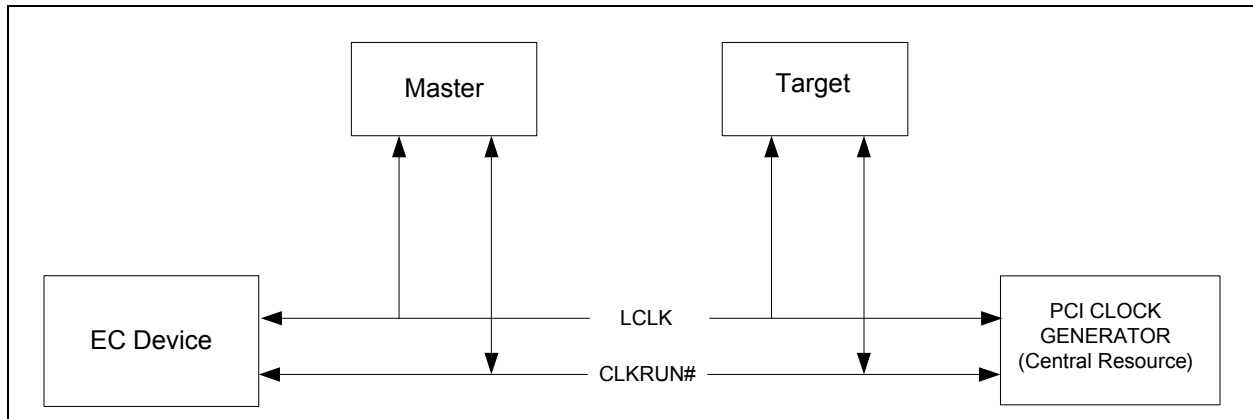 Master
Target
EC Device
LCLK
CLKRUN#
PCI CLOCK
GENERATOR
(Central Resource)